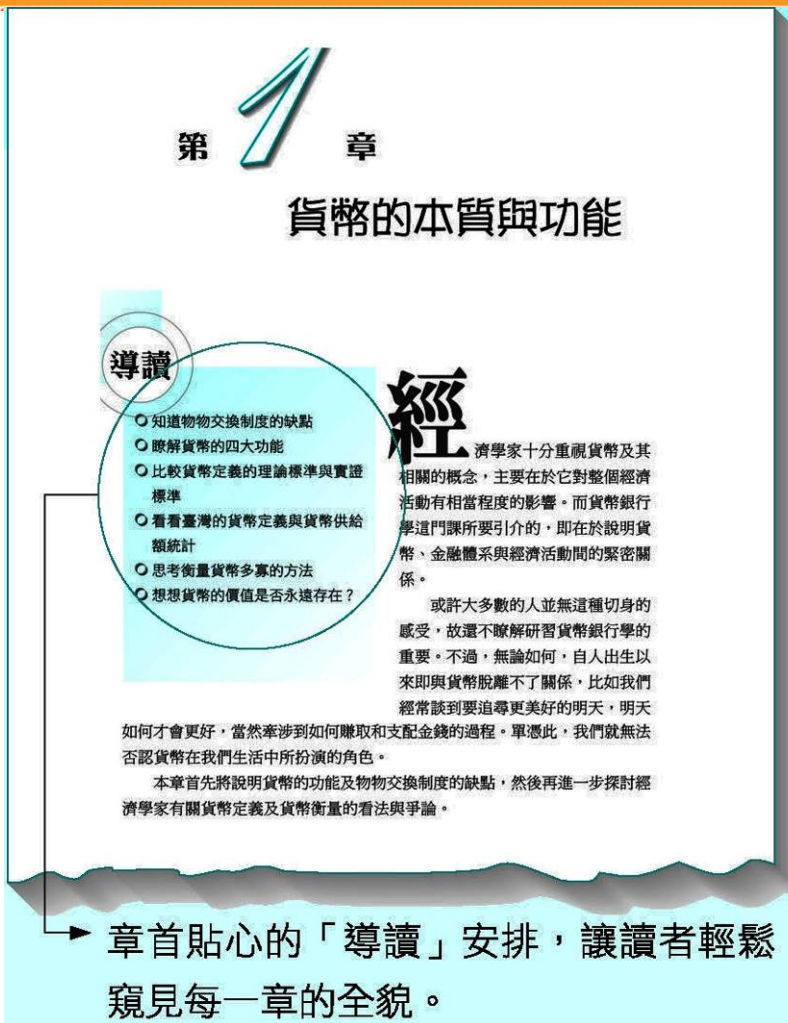 第1章
貨幣的本質與功能
導讀
知道物物交換制度的缺點
瞭解貨幣的四大功能
比較貨幣定義的理論標準與實證
標準
看看臺灣的貨幣定義與貨幣供給
額統計
思考衡量貨幣多寡的方法
想想貨幣的價值是否永遠存在？
經濟學家十分重視貨幣及其
相關的概念，主要在於它對整個經濟
活動有相當程度的影響。而貨幣銀行
學這門課所要引介的，即在於說明貨
幣、金融體系與經濟活動間的緊密關
係。
或許大多數的人並無這種切身的
感受，故還不瞭解研習貨幣銀行學的
重要。不過，無論如何，自人出生以
來即與貨幣脫離不了關係，比如我們
經常談到要追尋更美好的明天，明天
如何才會更好，當然牽涉到如何賺取和支配金錢的過程。單憑此，我們就無法
否認貨幣在我們生活中所扮演的角色。
本章首先將說明貨幣的功能及物物交換制度的缺點，然後再進一步探討經
濟學家有關貨幣定義及貨幣衡量的看法與爭論。
章首貼心的「導讀」安排，讓讀者輕鬆
窺見每一章的全貌。